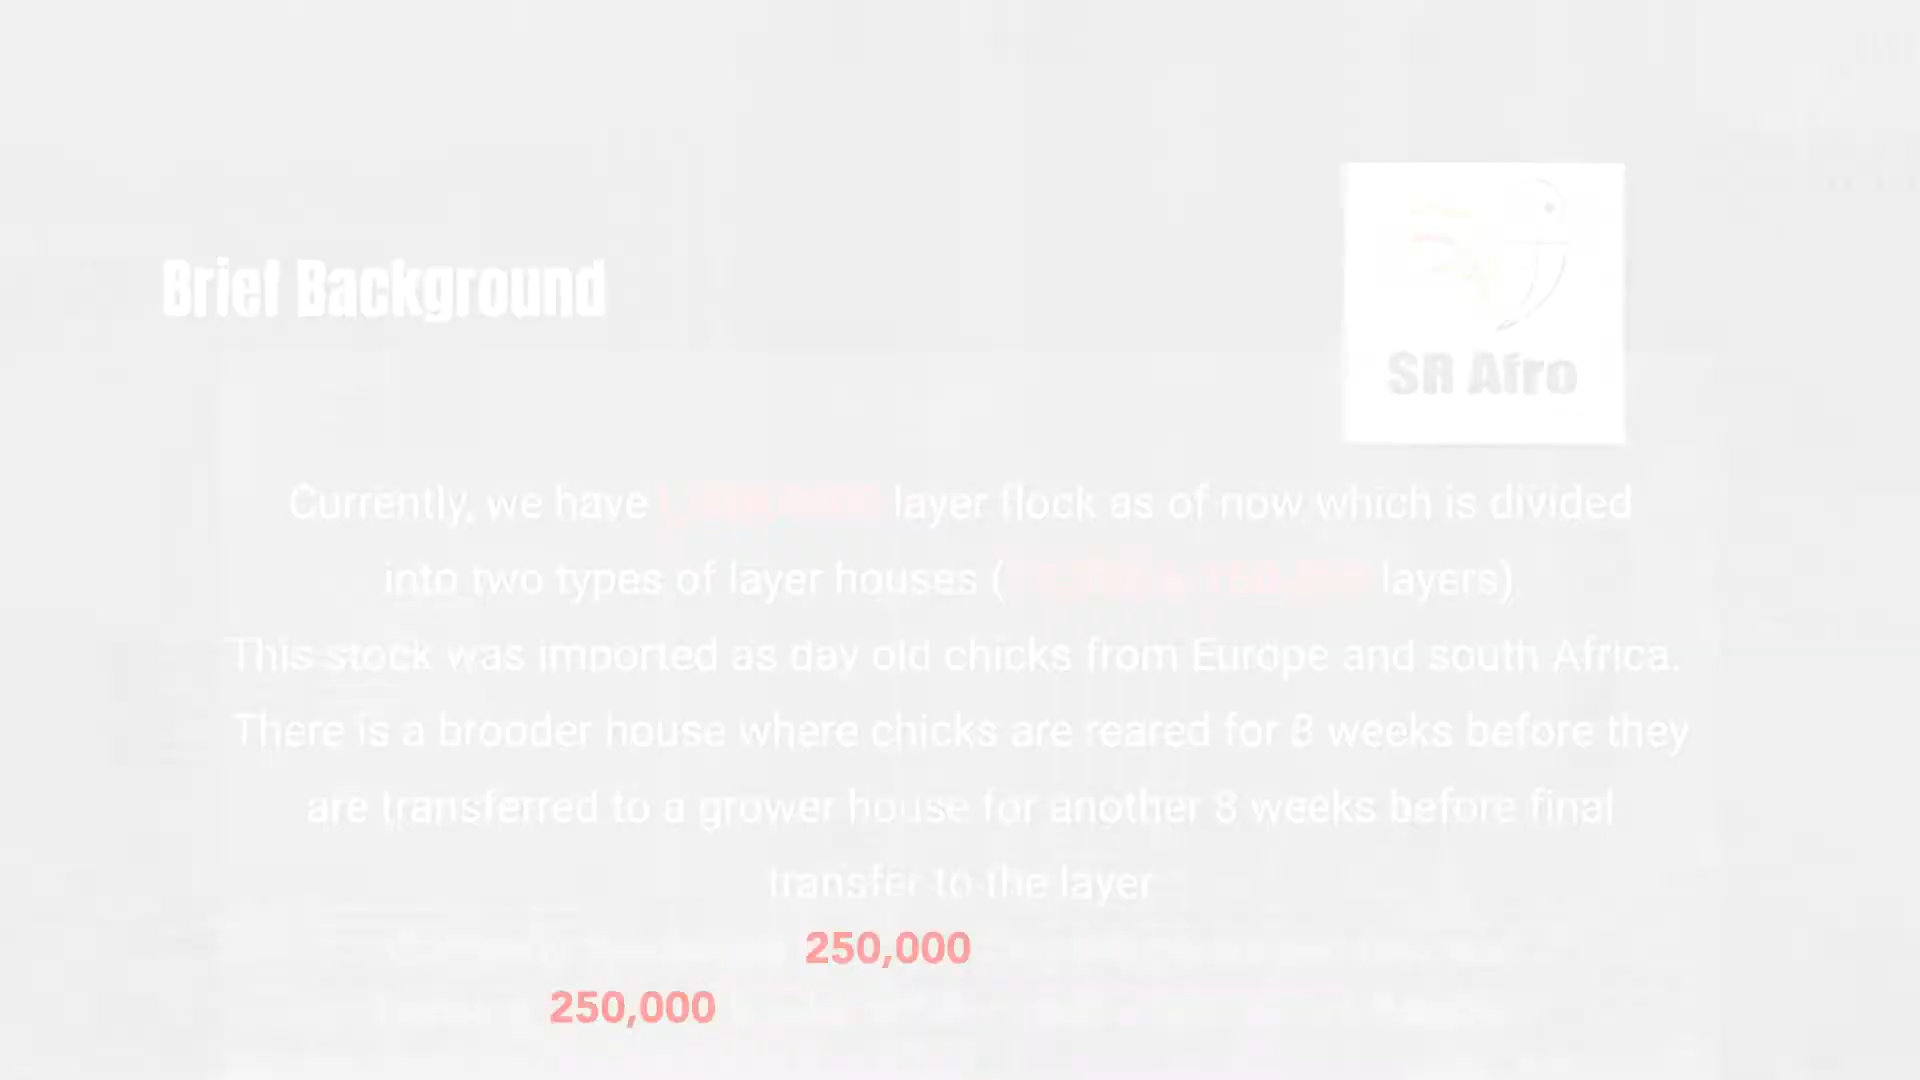 SR Afro
Brief Background
Currently, we have layer flock as of now which is divided
into two types of layer houses ( layers)
This stock was imported as day old chicks from Europe and south Africa.
There is a brooder house where chicks are reared for 8 weeks before they
are transferred to a grower house for another 8 weeks before final
transfer to the layer
250,000
250,000